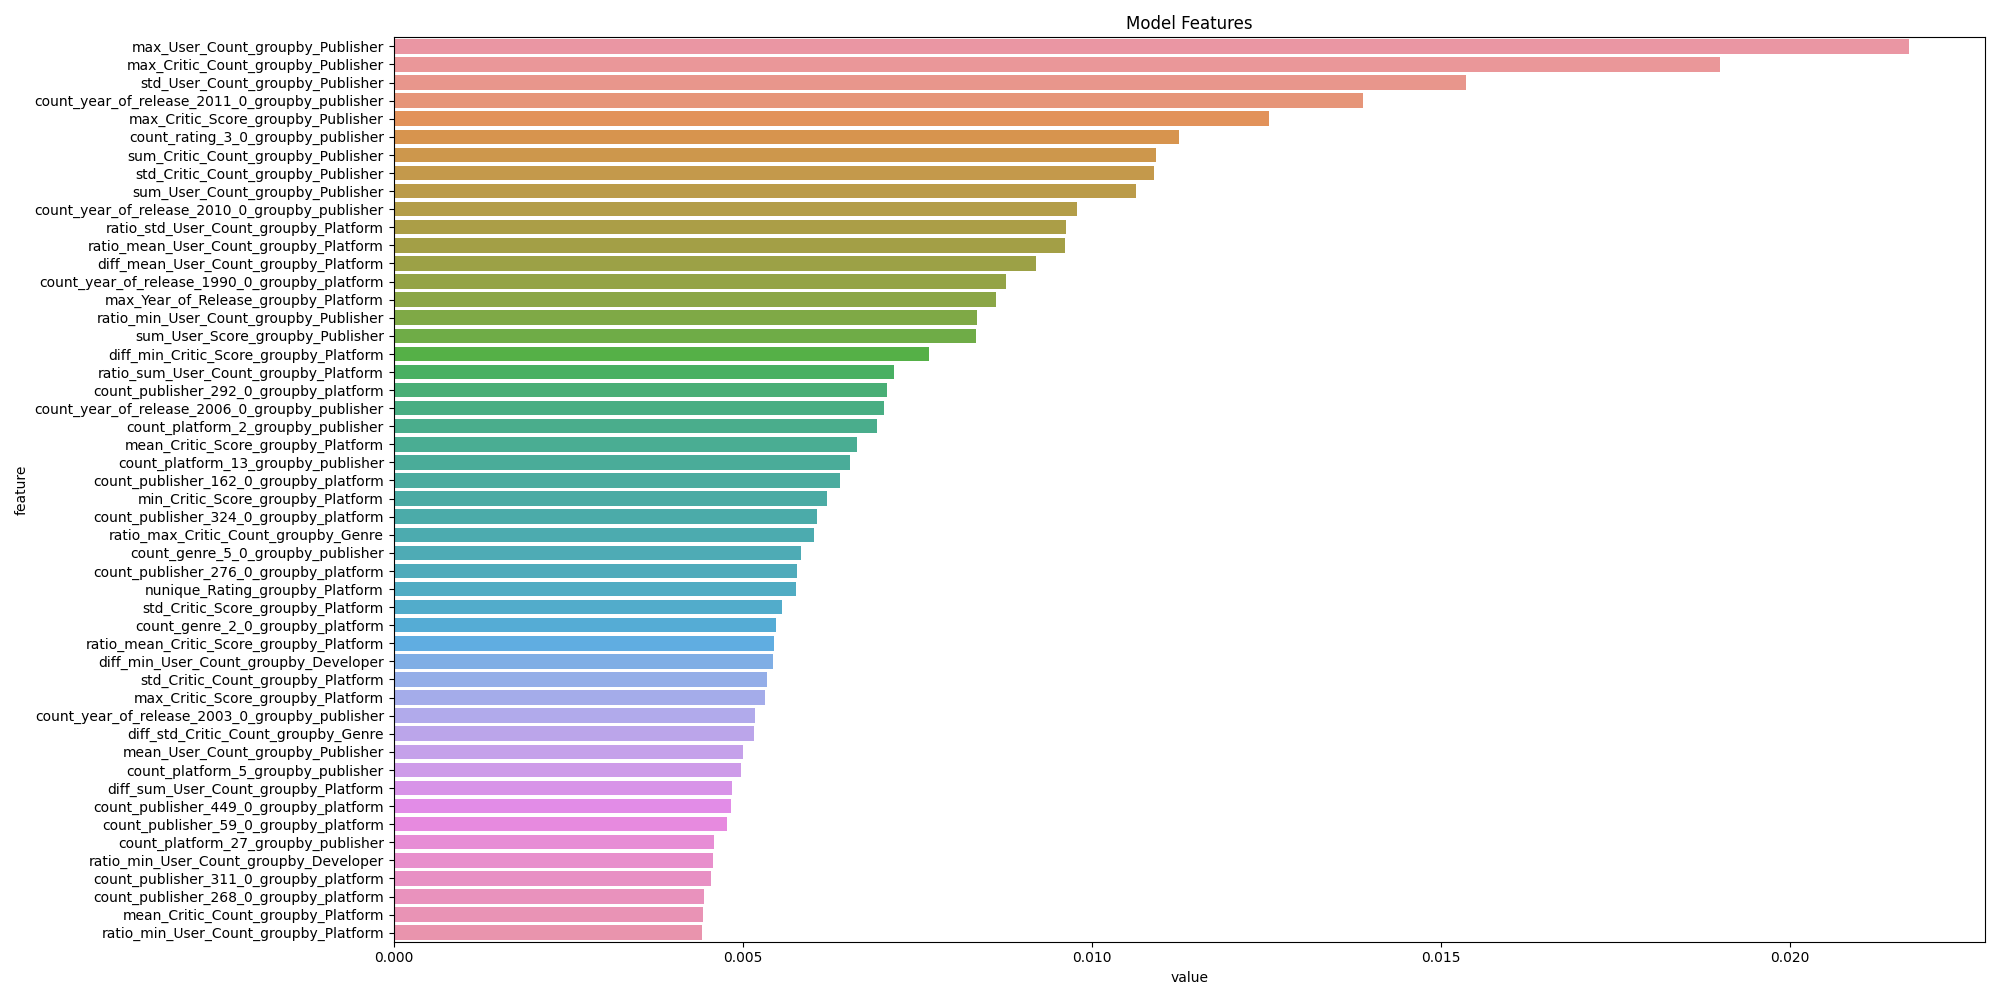 Model Features
max_User_Count_groupby_Publisher
max_Critic_Count_groupby_Publisher
std_User_Count_groupby_Publisher
count_year_of_release_2011_0_groupby_publisher
max_Critic_Score_groupby_Publisher
count_rating_3_0_groupby_publisher
sum_Critic_Count_groupby_Publisher
std_Critic_Count_groupby_Publisher
sum_User_Count_groupby_Publisher
count_year_of_release_2010_0_groupby_publisher
ratio_std_User_Count_groupby_Platform
ratio_mean_User_Count_groupby_Platform
diff_mean_User_Count_groupby_Platform
count_year_of_release_1990_0_groupby_platform
max_Year_of_Release_groupby_Platform
ratio_min_User_Count_groupby_Publisher
sum_User_Score_groupby_Publisher
diff_min_Critic_Score_groupby_Platform
ratio_sum_User_Count_groupby_Platform
count_publisher_292_0_groupby_platform
count_year_of_release_2006_0_groupby_publisher
count_platform_2_groupby_publisher
mean_Critic_Score_groupby_Platform
count_platform_13_groupby_publisher
count_publisher_162_0_groupby_platform
min_Critic_Score_groupby_Platform
count_publisher_324_0_groupby_platform
ratio_max_Critic_Count_groupby_Genre
count_genre_5_0_groupby_publisher
count_publisher_276_0_groupby_platform
nunique_Rating_groupby_Platform
std_Critic_Score_groupby_Platform
count_genre_2_0_groupby_platform
ratio_mean_Critic_Score_groupby_Platform
diff_min_User_Count_groupby_Developer
std_Critic_Count_groupby_Platform
max_Critic_Score_groupby_Platform
count_year_of_release_2003_0_groupby_publisher
diff_std_Critic_Count_groupby_Genre
mean_User_Count_groupby_Publisher
count_platform_5_groupby_publisher
diff_sum_User_Count_groupby_Platform
count_publisher_449_0_groupby_platform
count_publisher_59_0_groupby_platform
count_platform_27_groupby_publisher
ratio_min_User_Count_groupby_Developer
count_publisher_311_0_groupby_platform
count_publisher_268_0_groupby_platform
mean_Critic_Count_groupby_Platform
ratio_min_User_Count_groupby_Platform
feature
0.000 0.005 0.010 0.015 0.020
value